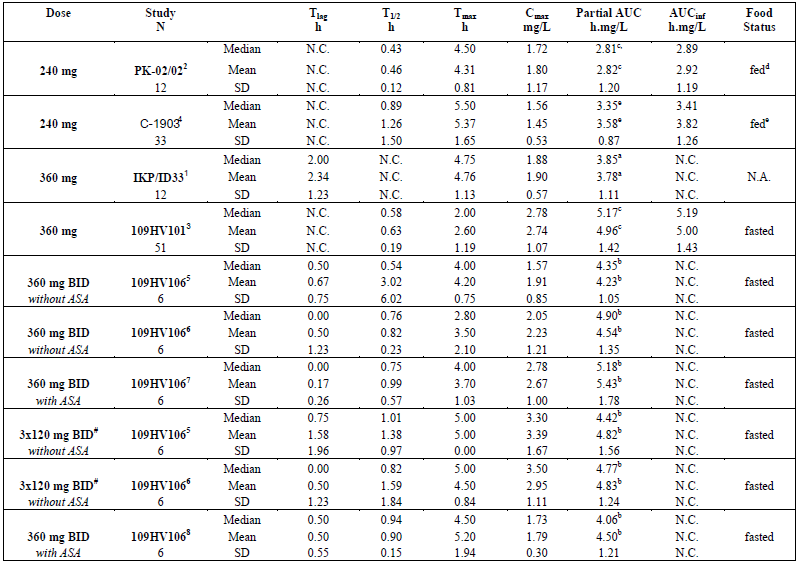 Dose Study N Tlag h T1/2 h Tmax h Cmax mg/L Partial AUC h.mg/L AUCinf h.mg/L Food Status
Median N.C. 0.43 4.50 1.72 2.81c, 2.89
240 mg PK-02/02² Mean N.C. 0.46 4.31 1.80 2.82c 2.92 fedd
12 SD N.C. 0.12 0.81 1.17 1.20 1.19
Median N.C. 0.89 5.50 1.56 3.35e 3.41
240 mg C-1903⁴ Mean N.C. 1.26 5.37 1.45 3.58e 3.82 fede
33 SD N.C. 1.50 1.65 0.53 0.87 1.26
Median 2.00 N.C. 4.75 1.88 3.85a N.C.
360 mg IKP/ID33¹ Mean 2.34 N.C. 4.76 1.90 3.78a N.C. N.A.
12 SD 1.23 N.C. 1.13 0.57 1.11 N.C.
Median N.C. 0.58 2.00 2.78 5.17c 5.19
360 mg 109HV101³ Mean N.C. 0.63 2.60 2.74 4.96c 5.00 fasted
51 SD N.C. 0.19 1.19 1.07 1.42 1.43
Median 0.50 0.54 4.00 1.57 4.35b N.C.
360 mg BID 109HV106⁵ Mean 0.67 3.02 4.20 1.91 4.23b N.C. fasted
without ASA 6 SD 0.75 6.02 0.75 0.85 1.05 N.C.
Median 0.00 0.76 2.80 2.05 4.90b N.C.
360 mg BID 109HV106⁶ Mean 0.50 0.82 3.50 2.23 4.54b N.C. fasted
without ASA 6 SD 1.23 0.23 2.10 1.21 1.35 N.C.
Median 0.00 0.75 4.00 2.78 5.18b N.C.
360 mg BID 109HV106⁷ Mean 0.17 0.99 3.70 2.67 5.43b N.C. fasted
with ASA 6 SD 0.26 0.57 1.03 1.00 1.78 N.C.
Median 0.75 1.01 5.00 3.30 4.42b N.C.
3x120 mg BID# 109HV106⁵ Mean 1.58 1.38 5.00 3.39 4.82b N.C. fasted
without ASA 6 SD 1.96 0.97 0.00 1.67 1.56 N.C.
Median 0.00 0.82 5.00 3.50 4.77b N.C.
3x120 mg BID# 109HV106⁶ Mean 0.50 1.59 4.50 2.95 4.83b N.C. fasted
without ASA 6 SD 1.23 1.84 0.84 1.11 1.24 N.C.
Median 0.50 0.94 4.50 1.73 4.06b N.C.
360 mg BID 109HV106⁸ Mean 0.50 0.90 5.20 1.79 4.50b N.C. fasted
with ASA 6 SD 0.55 0.15 1.94 0.30 1.21 N.C.